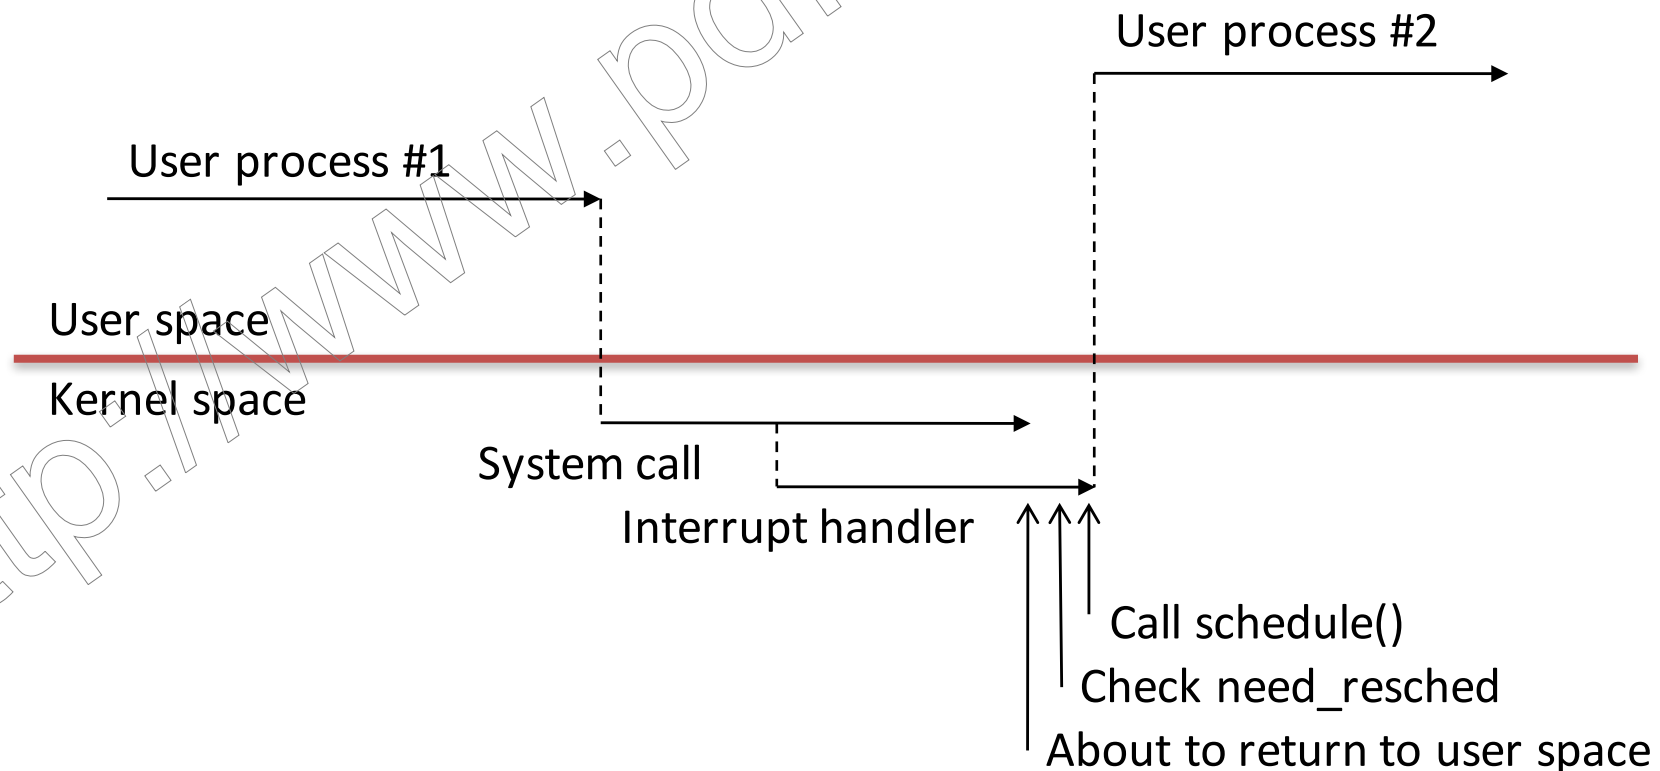 User process #2
User process #1
User space
Kernel space
System call
Interrupt handler
Call schedule()
Check need_resched
About to return to user space